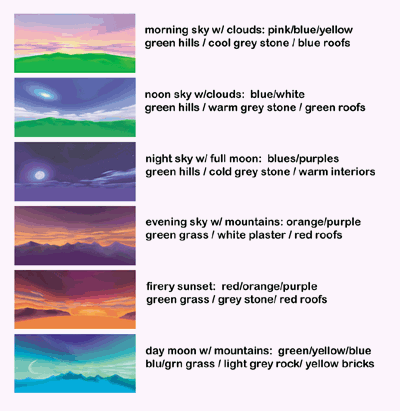 morning sky w/ clouds: pink/blue/yellow
green hills / cool grey stone / blue roofs
noon sky w/clouds: blue/white
green hills / warm grey stone / green roofs
night sky w/ full moon: blues/purples
green hills / cold grey stone / warm interiors
evening sky w/ mountains: orange/purple
green grass / white plaster / red roofs
firery sunset: red/orange/purple
green grass / grey stone/ red roofs
day moon w/ mountains: green/yellow/blue
blu/grn grass / light grey rock/ yellow bricks